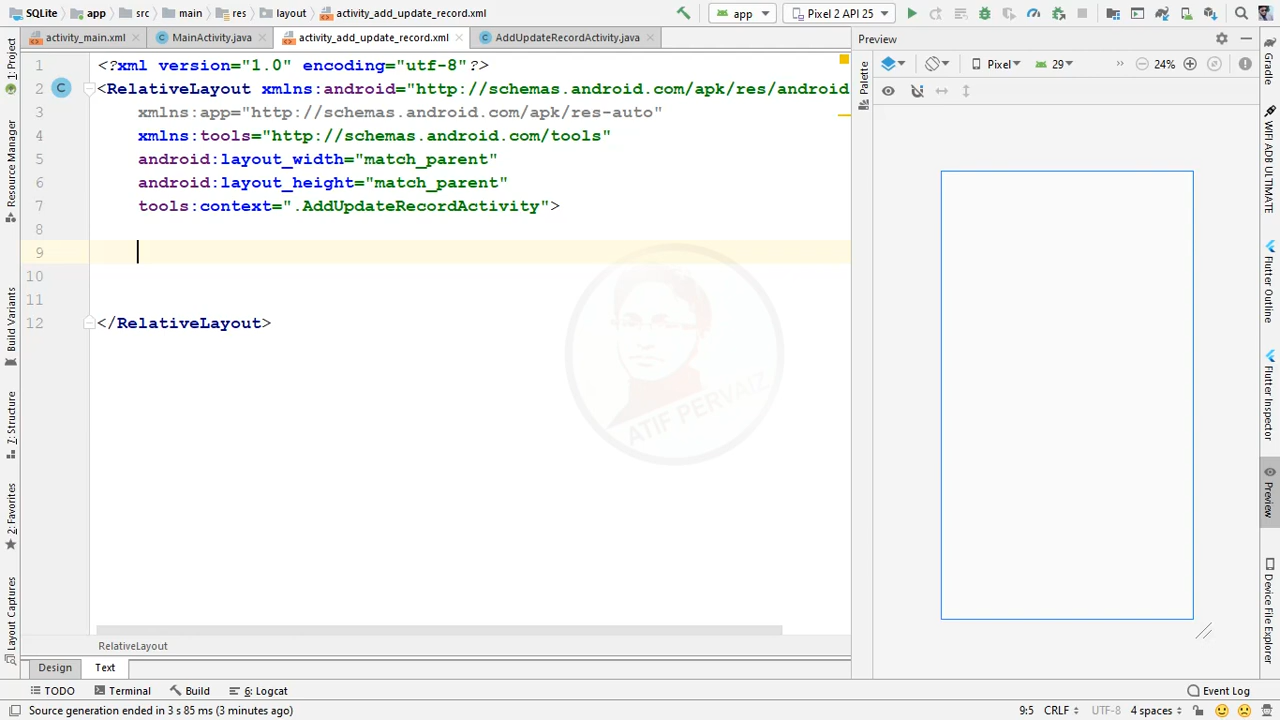 SQLite app src main res layout activity_add_update_record.xml app Pixel 2 API 25
activity_main.xml MainActivity.java activity_add_update_record.xml AddUpdateRecordActivity.java Preview
1 <?xml version="1.0" encoding="utf-8"?>
2 <RelativeLayout xmlns:android="http://schemas.android.com/apk/res/android
3 xmlns:app="http://schemas.android.com/apk/res-auto"
4 xmlns:tools="http://schemas.android.com/tools"
5 android:layout_width="match_parent"
6 android:layout_height="match_parent"
7 tools:context=".AddUpdateRecordActivity">
8
9
10
11
12 </RelativeLayout>
RelativeLayout
Design Text
TODO Terminal Build 6: Logcat Event Log
Source generation ended in 3 s 85 ms (3 minutes ago) 9:5 CRLF UTF-8 4 spaces
1: Project
Resource Manager
Build Variants
7: Structure
2: Favorites
Layout Captures
Palette
Pixel 29 24%
Gradle
WIFI ADB ULTIMATE
Flutter Outline
Flutter Inspector
Preview
Device File Explorer
ATIF PERVAIZ